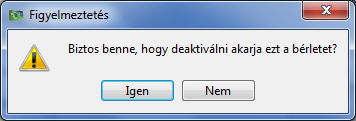 Figyelmeztetés
Biztos benne, hogy deaktiválni akarja ezt a bérletet?
Igen
Nem